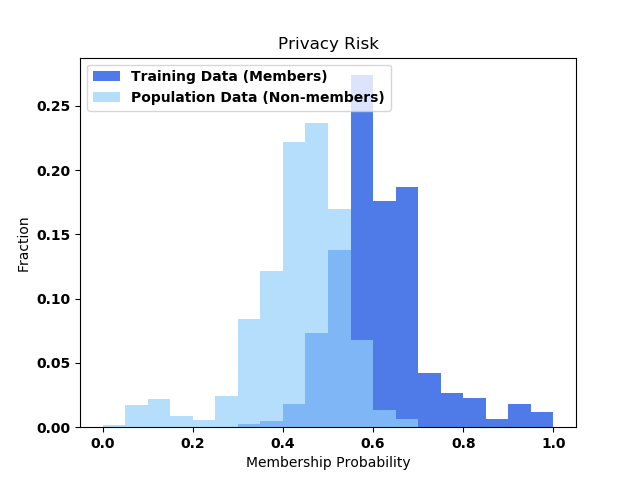 Privacy Risk
Training Data (Members)
Population Data (Non-members)
Fraction
0.25
0.20
0.15
0.10
0.05
0.00
0.0 0.2 0.4 0.6 0.8 1.0
Membership Probability